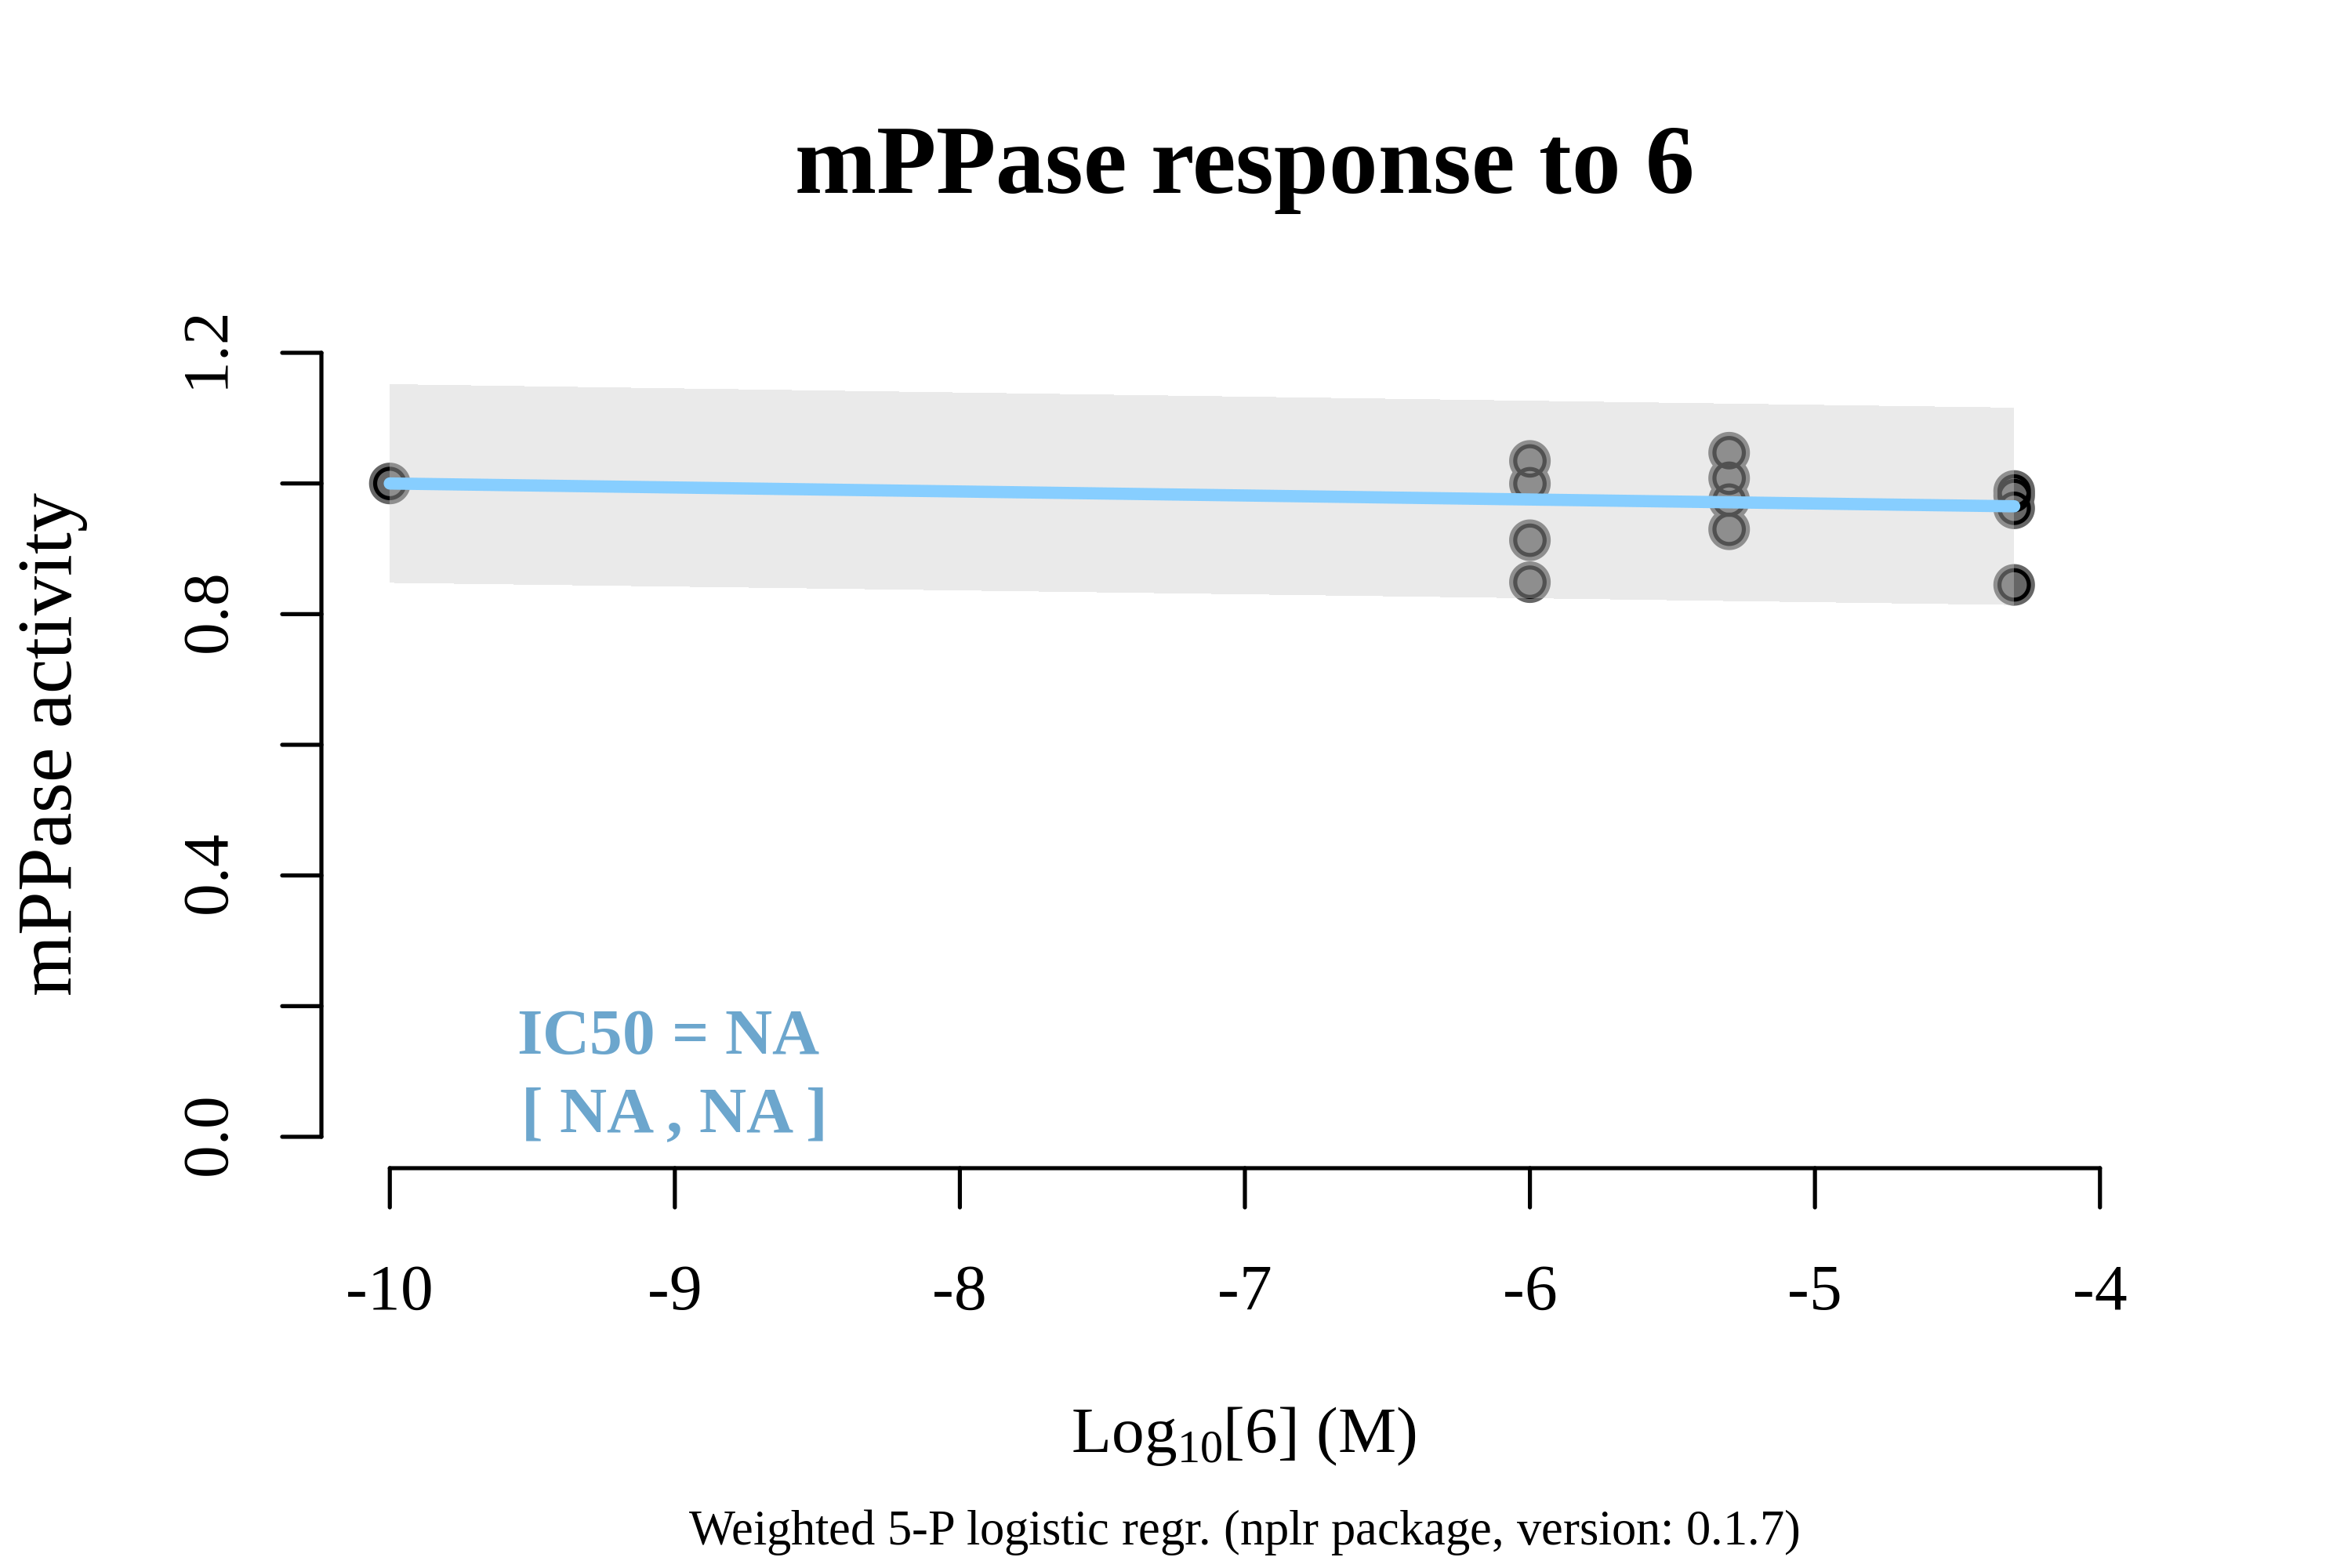 mPPase response to 6
mPPase activity
1.2
0.8
0.4
0.0
IC50 = NA
[ NA , NA ]
-10 -9 -8 -7 -6 -5 -4
Log10[6] (M)
Weighted 5-P logistic regr. (nplr package, version: 0.1.7)